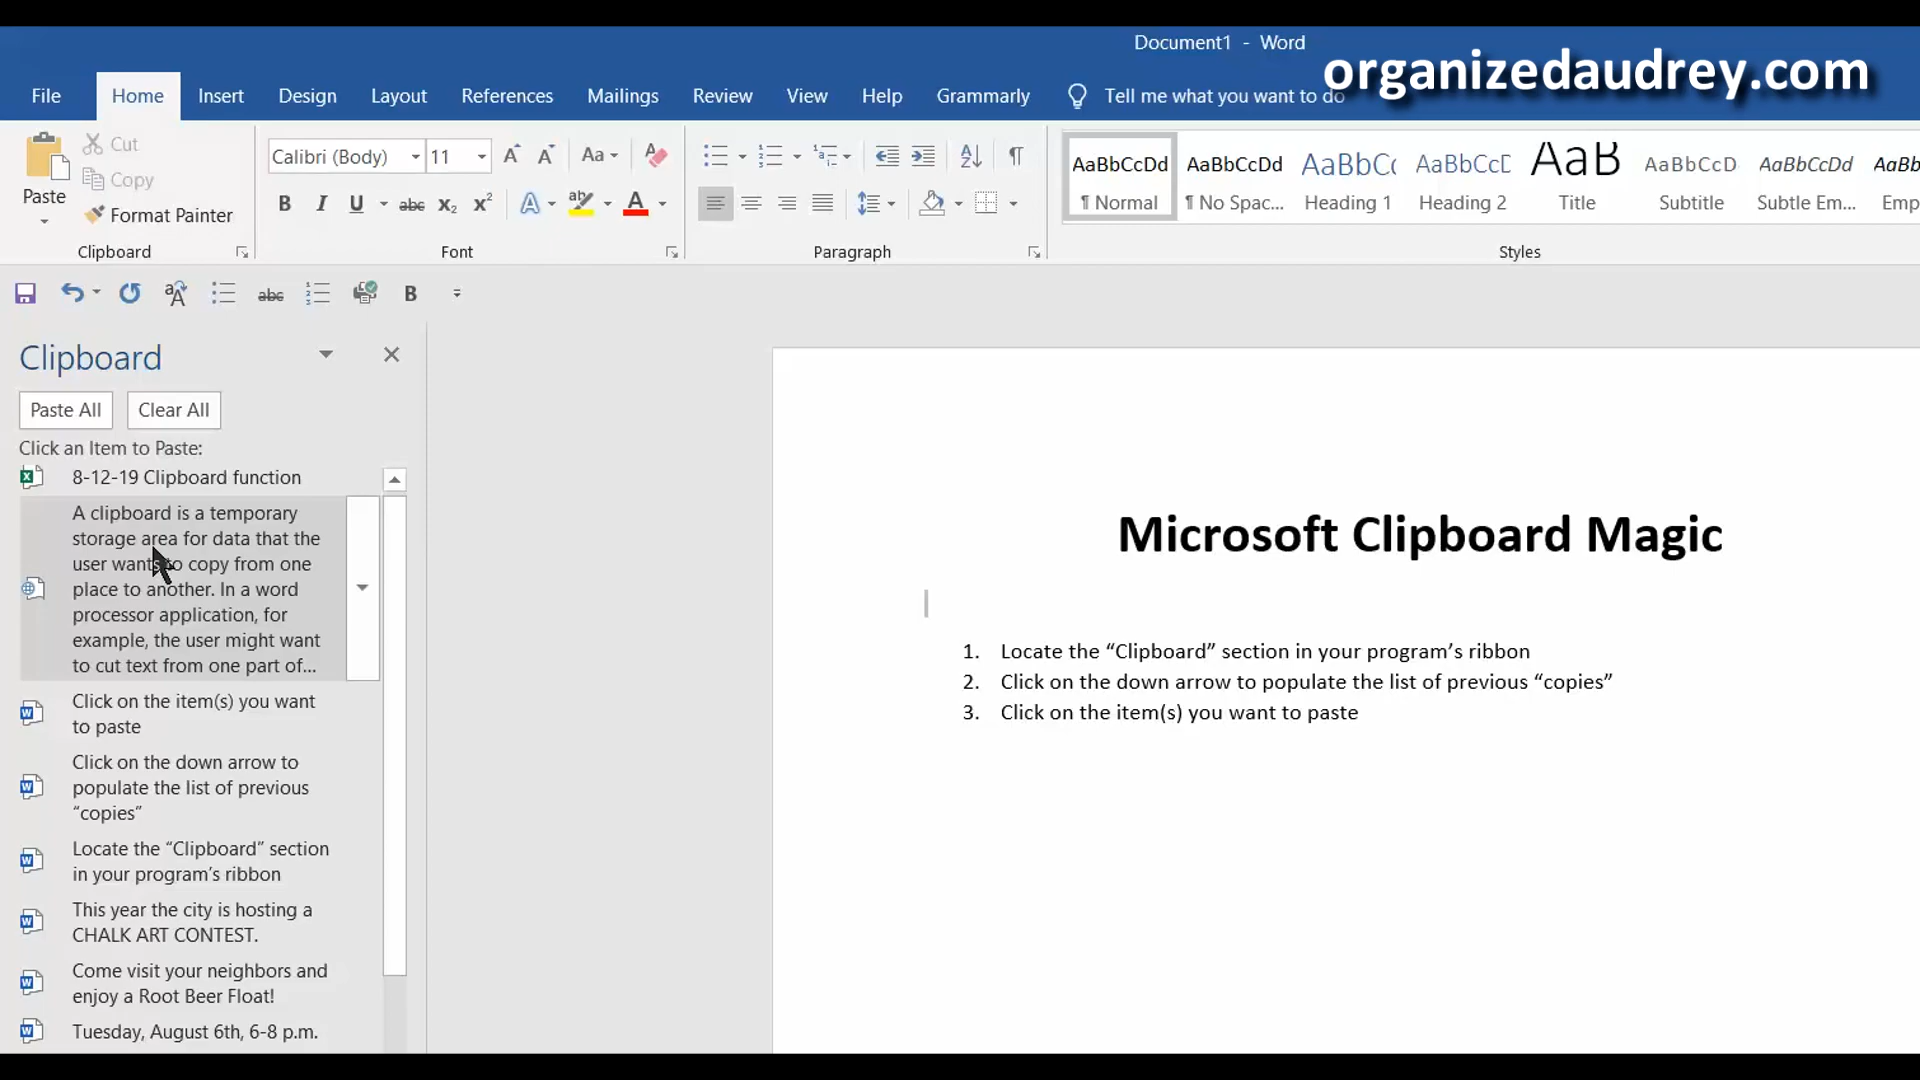 Document1 - Word
organizedaudrey.com
File Home Insert Design Layout References Mailings Review View Help Grammarly Tell me what you want to do
Paste
Cut
Copy
Format Painter
Clipboard
Calibri (Body) 11
Font
Paragraph
AaBbCcDd AaBbCcDd AaBbC AaBbCcD AaB AaBbCcD AaBbCcDd AaBb
¶ Normal ¶ No Spac... Heading 1 Heading 2 Title Subtitle Subtle Em... Emp
Styles
Clipboard
Paste All Clear All
Click an Item to Paste:
8-12-19 Clipboard function
A clipboard is a temporary
storage area for data that the
user wants to copy from one
place to another. In a word
processor application, for
example, the user might want
to cut text from one part of...
Click on the item(s) you want
to paste
Click on the down arrow to
populate the list of previous
“copies”
Locate the “Clipboard” section
in your program’s ribbon
This year the city is hosting a
CHALK ART CONTEST.
Come visit your neighbors and
enjoy a Root Beer Float!
Tuesday, August 6th, 6-8 p.m.
Microsoft Clipboard Magic
1. Locate the “Clipboard” section in your program’s ribbon
2. Click on the down arrow to populate the list of previous “copies”
3. Click on the item(s) you want to paste